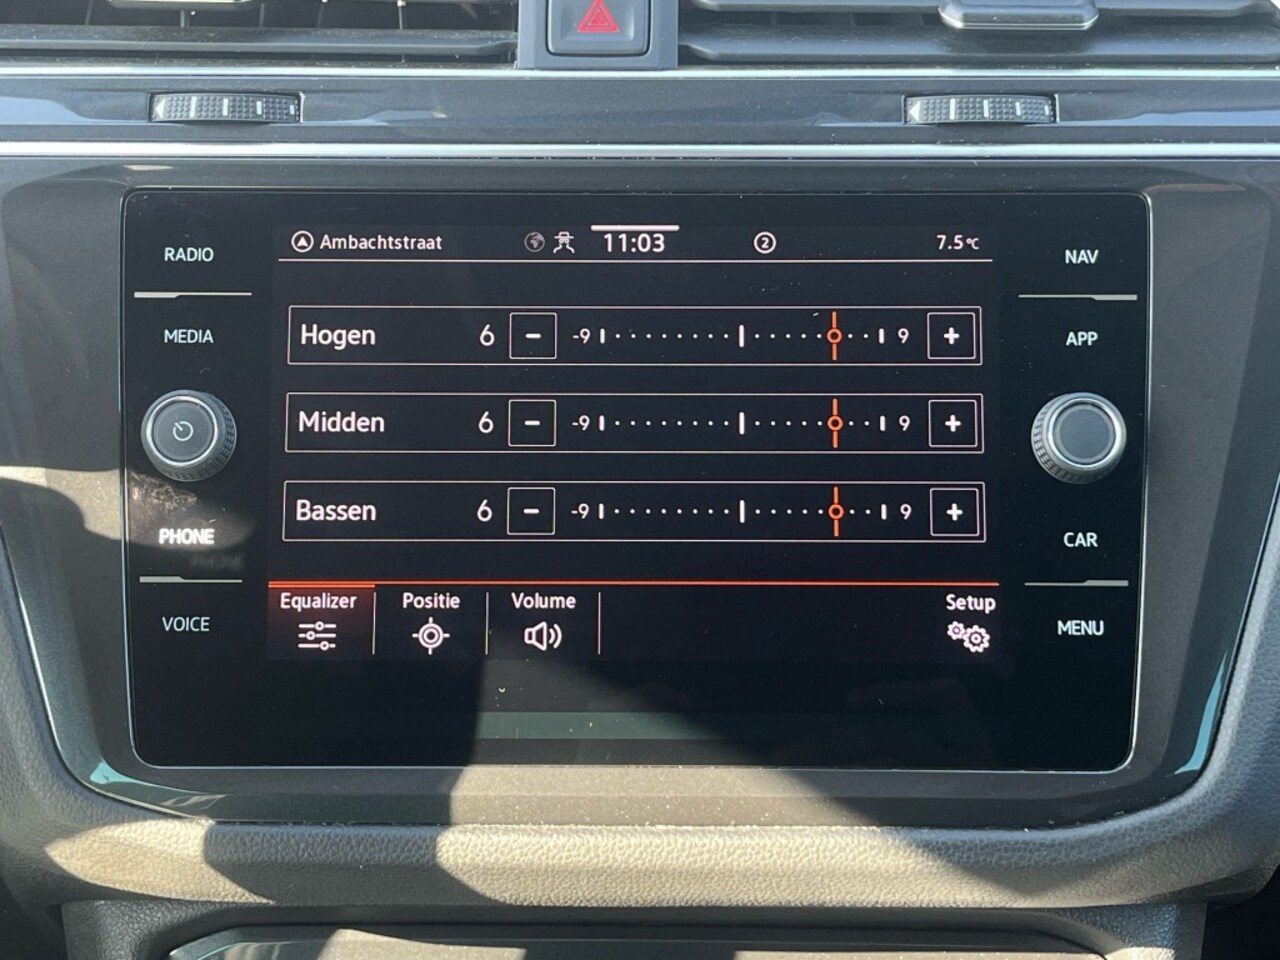 RADIO
MEDIA
PHONE
VOICE
Ambachtstraat 11:03 2 7.5°C
Hogen 6 - -9 9 +
Midden 6 - -9 9 +
Bassen 6 - -9 9 +
Equalizer Positie Volume Setup
NAV
APP
CAR
MENU